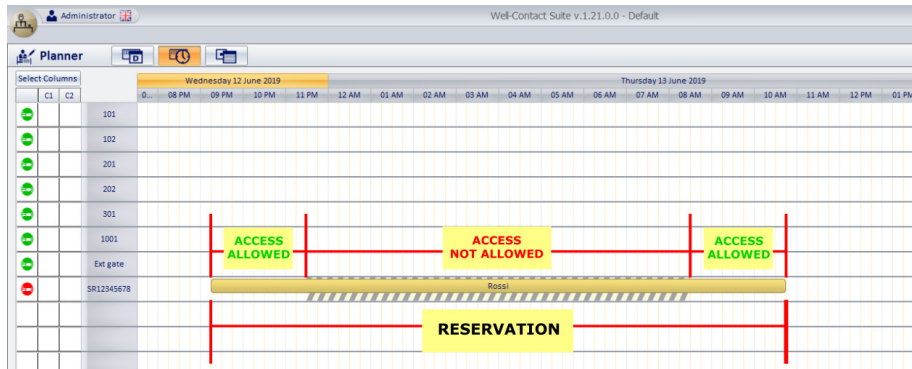 Administrator
Well-Contact Suite v.1.21.0.0 - Default
Planner
D
Select Columns
Wednesday 12 June 2019
Thursday 13 June 2019
C1 C2
0... 08 PM 09 PM 10 PM 11 PM 12 AM 01 AM 02 AM 03 AM 04 AM 05 AM 06 AM 07 AM 08 AM 09 AM 10 AM 11 AM 12 PM 01 PM
101
102
201
202
301
1001
ACCESS
ALLOWED
ACCESS
NOT ALLOWED
ACCESS
ALLOWED
Ext gate
SR12345678
Rossi
RESERVATION